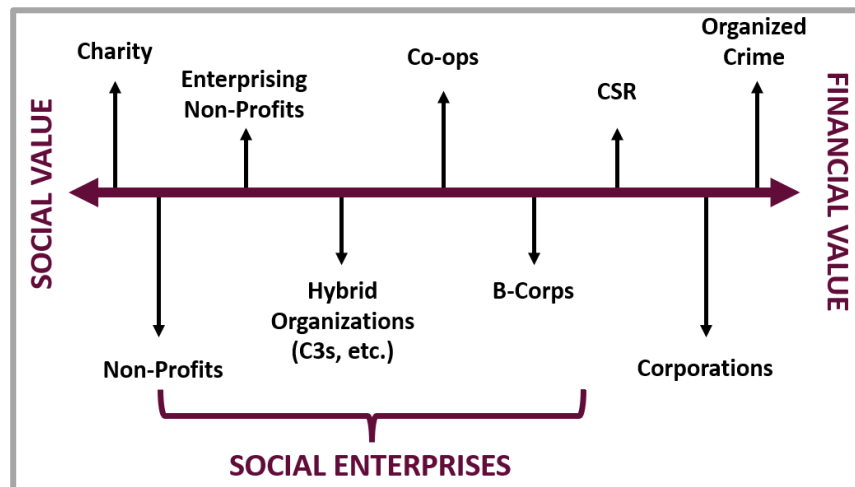 Organized
Crime
Charity
Co-ops
Enterprising
Non-Profits
CSR
SOCIAL VALUE
FINANCIAL VALUE
Hybrid
Organizations
(C3s, etc.)
B-Corps
Non-Profits
Corporations
SOCIAL ENTERPRISES